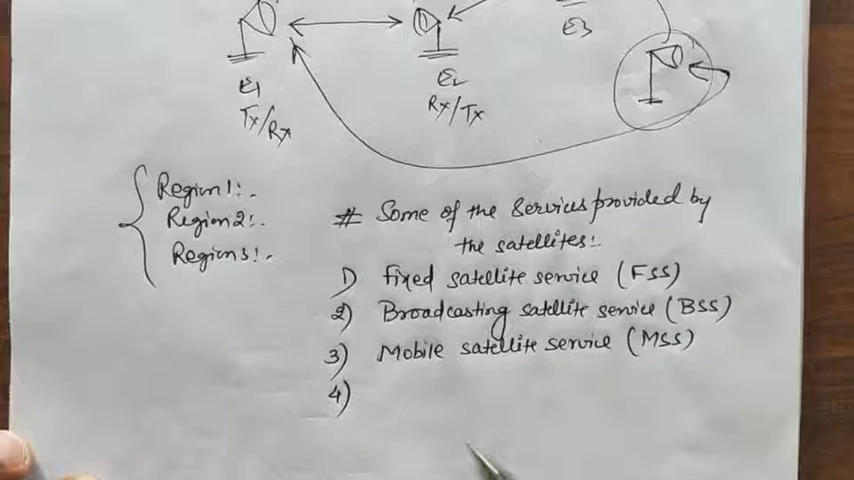 E1
Tx/Rx
E2
Rx/Tx
E3
Region1:-
Region2:-
Region3:-
# Some of the Services provided by
the satellites:-
1) fixed satellite service (FSS)
2) Broadcasting satellite service (BSS)
3) Mobile satellite service (MSS)
4)